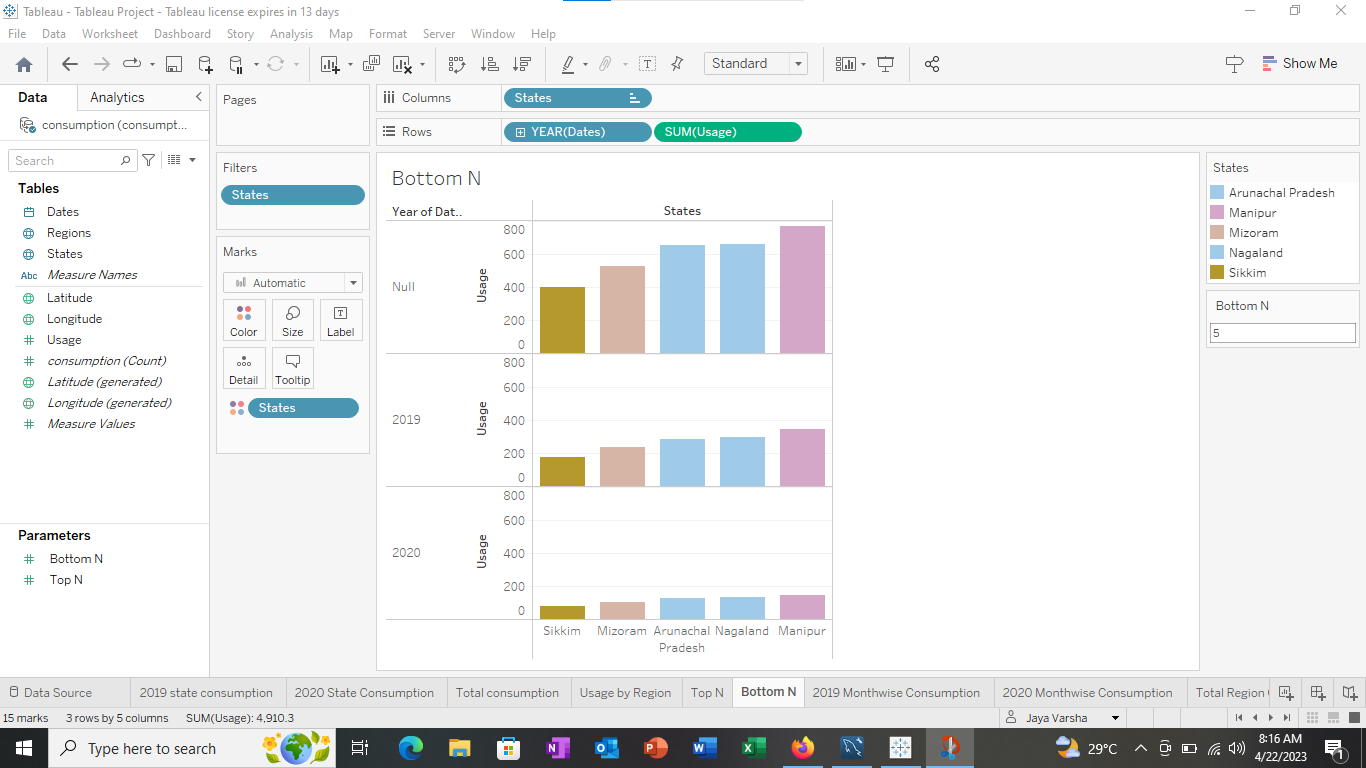 Tableau - Tableau Project - Tableau license expires in 13 days
File Data Worksheet Dashboard Story Analysis Map Format Server Window Help
Standard
Show Me
Data Analytics
consumption (consumpt...
Search
Tables
Dates
Regions
States
Abc Measure Names
Latitude
Longitude
Usage
consumption (Count)
Latitude (generated)
Longitude (generated)
Measure Values
Parameters
Bottom N
Top N
Pages
Filters
States
Marks
Automatic
Color Size Label
Detail Tooltip
States
Columns States
Rows YEAR(Dates) SUM(Usage)
Bottom N
Year of Dat.. States
Null
Usage
800
600
400
200
0
2019
Usage
800
600
400
200
0
2020
Usage
800
600
400
200
0
Sikkim Mizoram Arunachal Nagaland Manipur
Pradesh
States
Arunachal Pradesh
Manipur
Mizoram
Nagaland
Sikkim
Bottom N
5
Data Source 2019 state consumption 2020 State Consumption Total consumption Usage by Region Top N Bottom N 2019 Monthwise Consumption 2020 Monthwise Consumption Total Region
15 marks 3 rows by 5 columns SUM(Usage): 4,910.3 Jaya Varsha
Type here to search
29°C
8:16 AM
4/22/2023
1